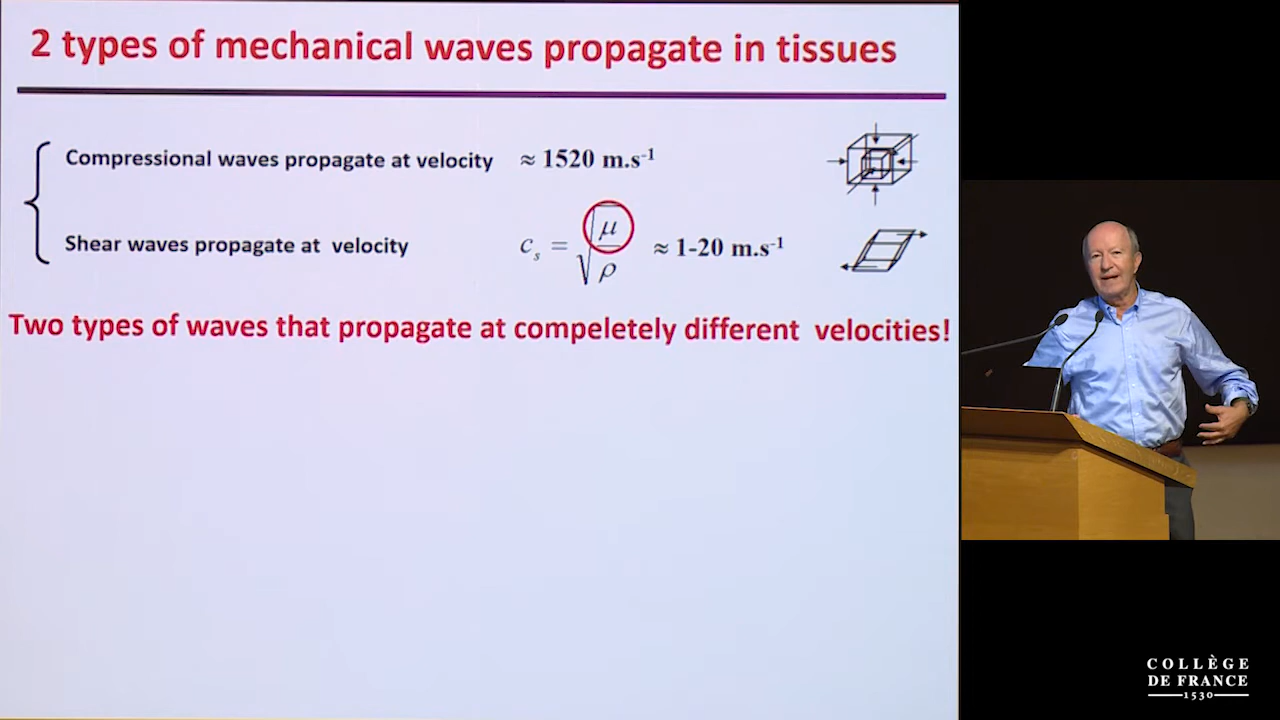 2 types of mechanical waves propagate in tissues
Compressional waves propagate at velocity ≈ 1520 m.s⁻¹
Shear waves propagate at velocity c_s = √(μ/ρ) ≈ 1-20 m.s⁻¹
Two types of waves that propagate at compeletely different velocities!
COLLÈGE
DE FRANCE
1530